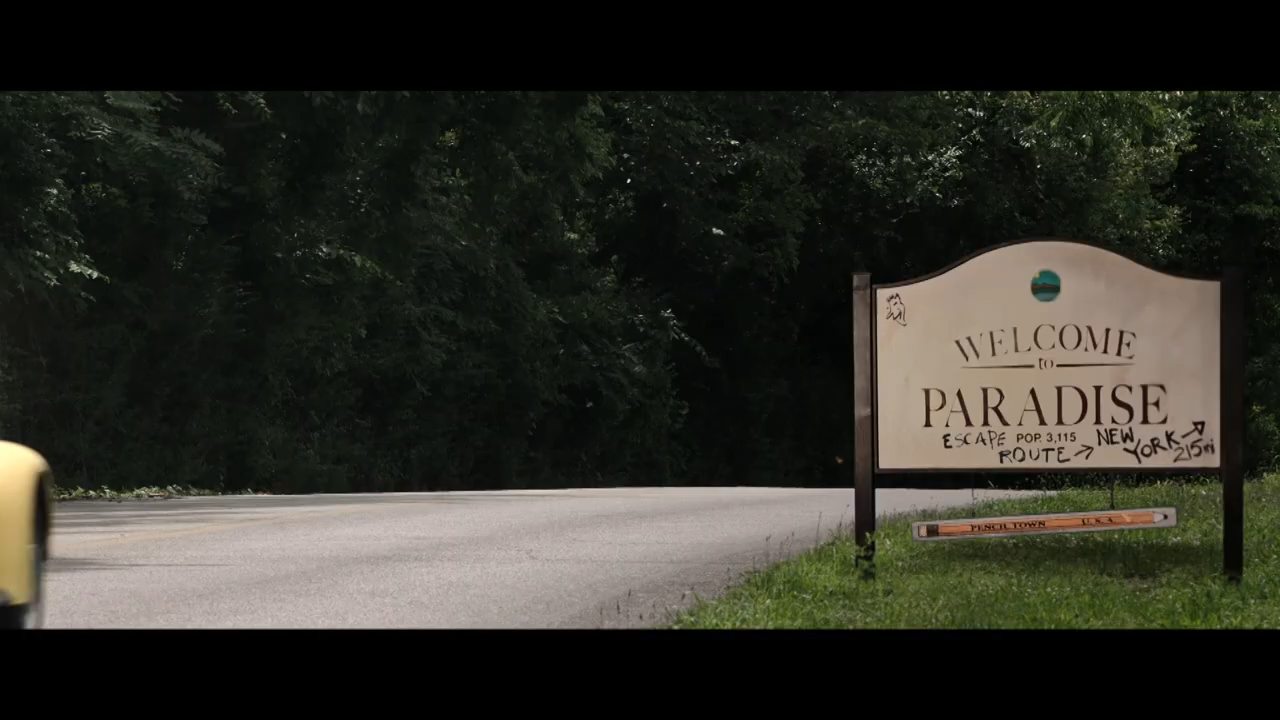 WELCOME
to
PARADISE
ESCAPE POP. 3,115 NEW
ROUTE → YORK
215mi
PENCIL TOWN U.S.A.